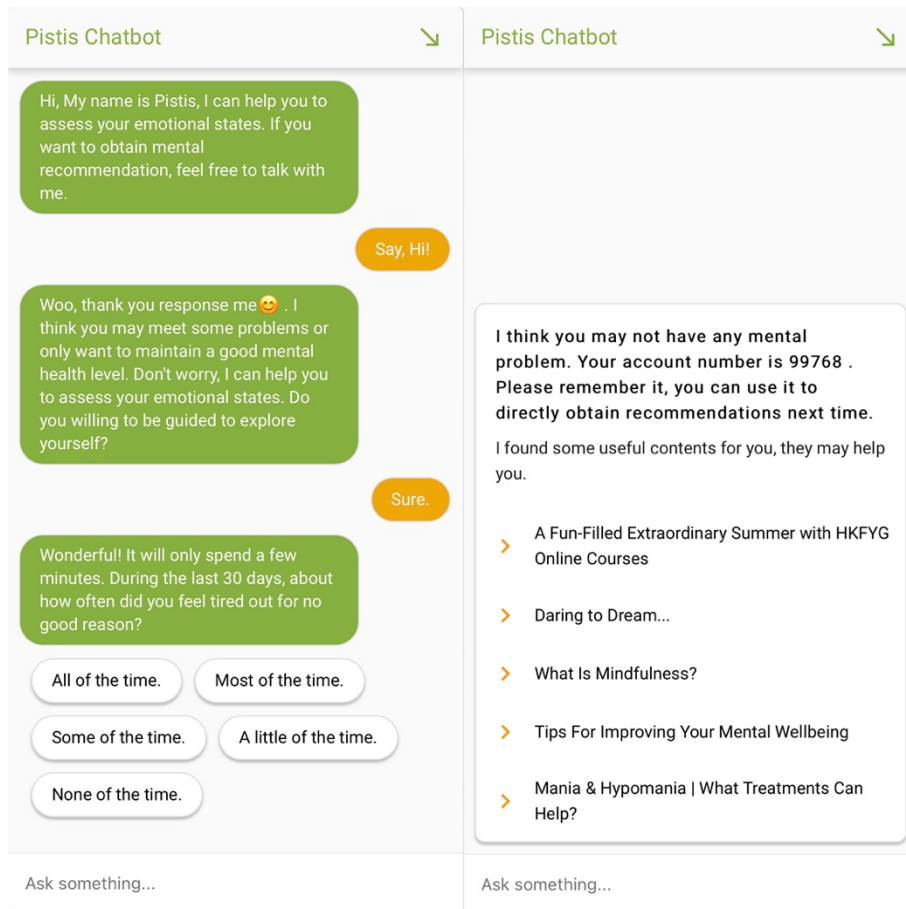 Pistis Chatbot
Hi, My name is Pistis, I can help you to
assess your emotional states. If you
want to obtain mental
recommendation, feel free to talk with
me.
Say, Hi!
Woo, thank you response me😊 . I
think you may meet some problems or
only want to maintain a good mental
health level. Don't worry, I can help you
to assess your emotional states. Do
you willing to be guided to explore
yourself?
Sure.
Wonderful! It will only spend a few
minutes. During the last 30 days, about
how often did you feel tired out for no
good reason?
All of the time.
Most of the time.
Some of the time.
A little of the time.
None of the time.
Ask something...
Pistis Chatbot
I think you may not have any mental
problem. Your account number is 99768 .
Please remember it, you can use it to
directly obtain recommendations next time.
I found some useful contents for you, they may help
you.
A Fun-Filled Extraordinary Summer with HKFYG
Online Courses
Daring to Dream...
What Is Mindfulness?
Tips For Improving Your Mental Wellbeing
Mania & Hypomania | What Treatments Can
Help?
Ask something...